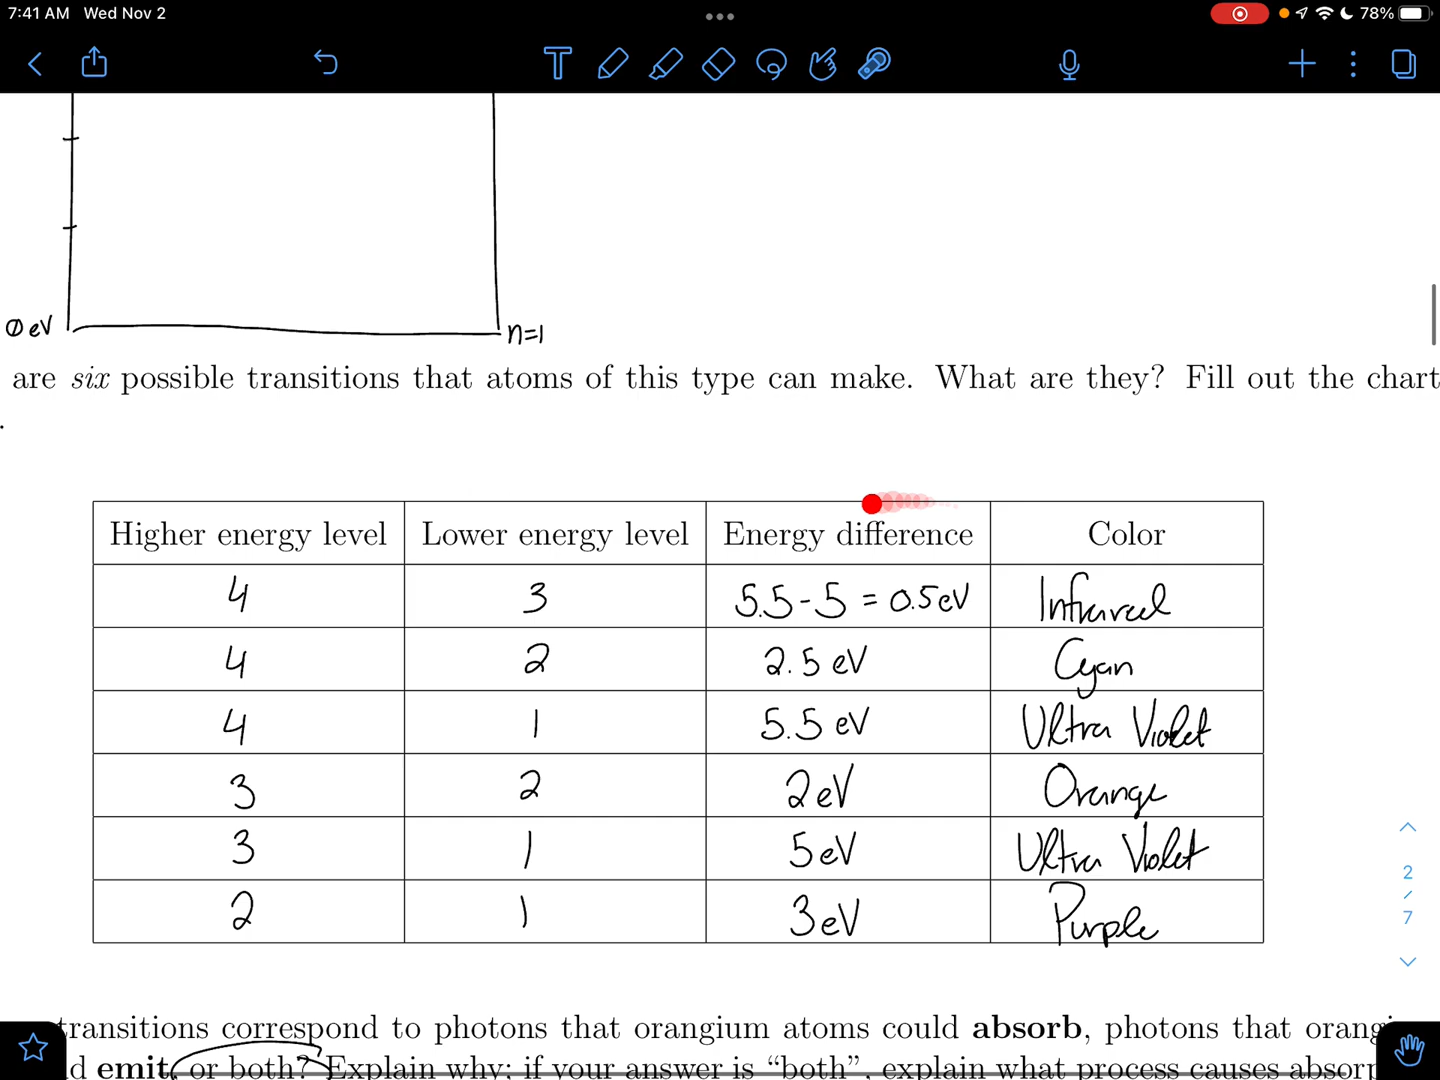 7:41 AM Wed Nov 2
78%
0 eV
n=1
are six possible transitions that atoms of this type can make. What are they? Fill out the chart
.
Higher energy level Lower energy level Energy difference Color
4 3 5.5-5 = 0.5eV Infrared
4 2 2.5 eV Cyan
4 1 5.5 eV Ultra Violet
3 2 2eV Orange
3 1 5eV Ultra Violet
2 1 3eV Purple
2
/
7
transitions correspond to photons that orangium atoms could absorb, photons that orangi
d emit, or both? Explain why; if your answer is “both”, explain what process causes absorp